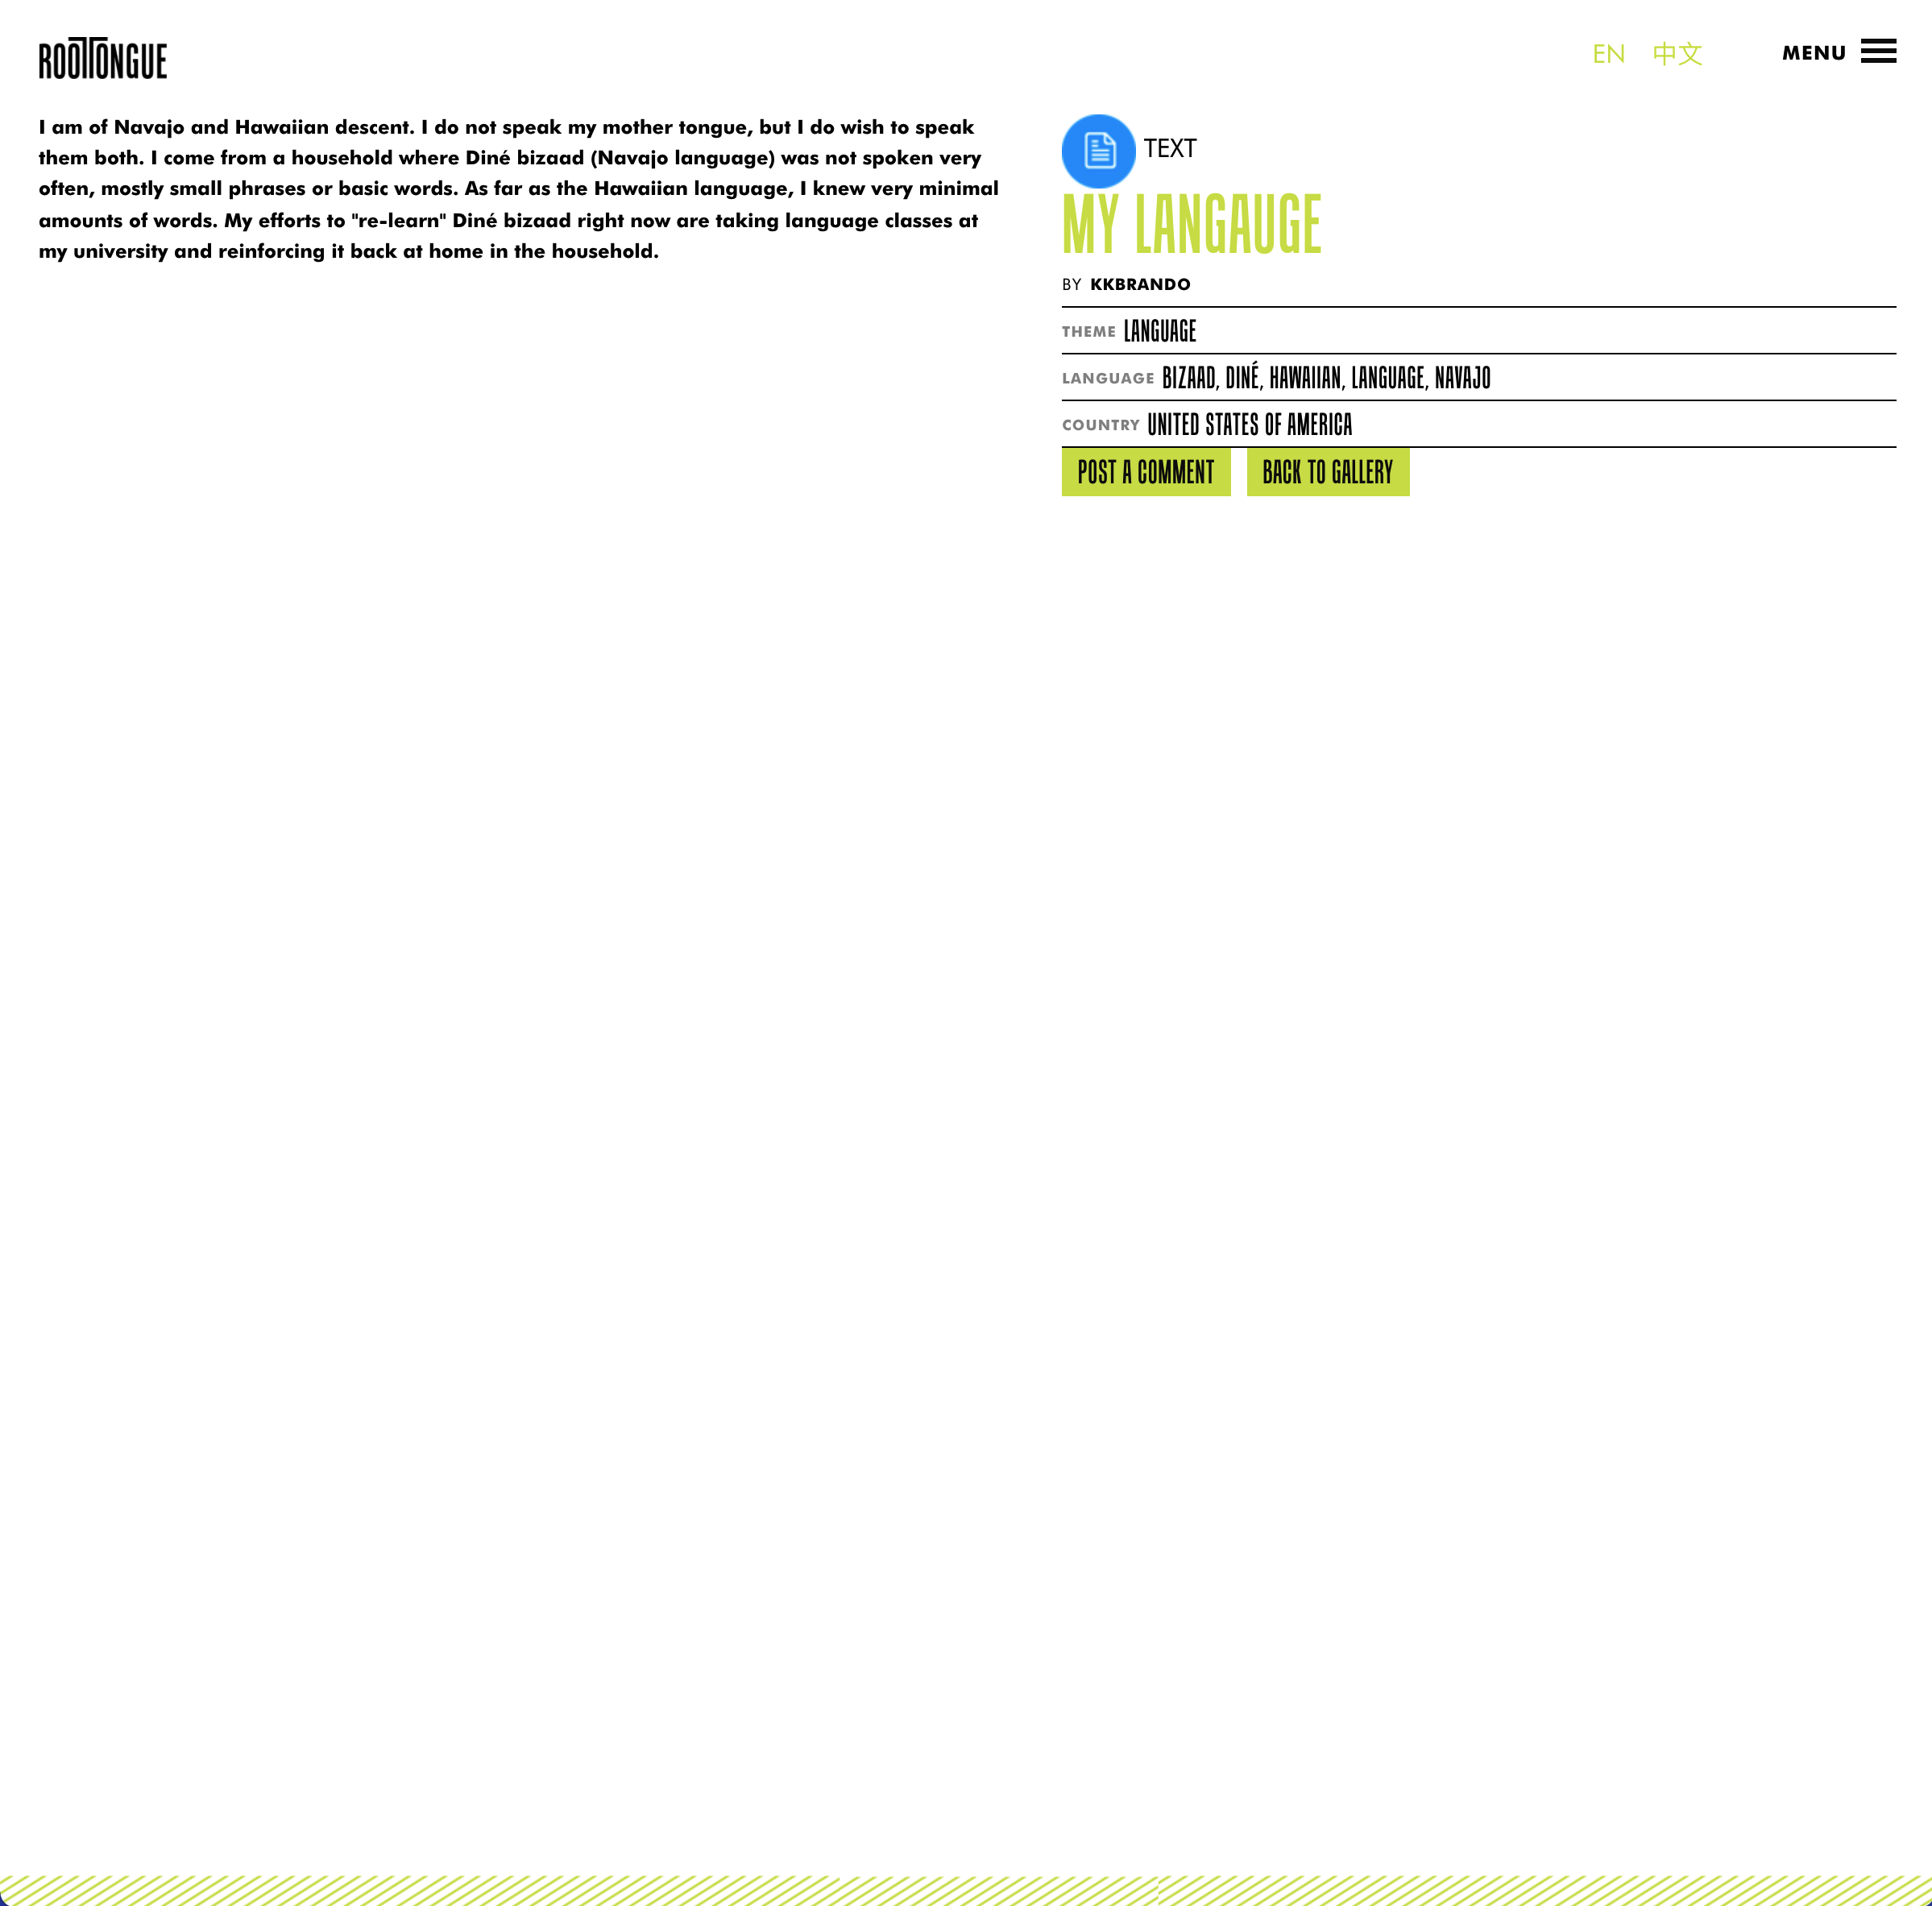 ROOTTONGUE
EN 中文
MENU
I am of Navajo and Hawaiian descent. I do not speak my mother tongue, but I do wish to speak
them both. I come from a household where Diné bizaad (Navajo language) was not spoken very
often, mostly small phrases or basic words. As far as the Hawaiian language, I knew very minimal
amounts of words. My efforts to "re-learn" Diné bizaad right now are taking language classes at
my university and reinforcing it back at home in the household.
TEXT
MY LANGAUGE
BY KKBRANDO
THEME LANGUAGE
LANGUAGE BIZAAD, DINÉ, HAWAIIAN, LANGUAGE, NAVAJO
COUNTRY UNITED STATES OF AMERICA
POST A COMMENT
BACK TO GALLERY